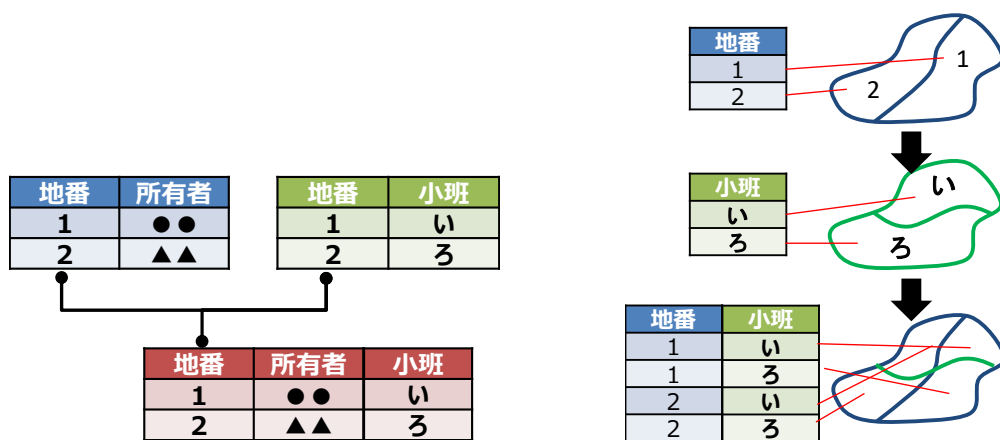 地番 所有者
1 ●●
2 ▲▲
地番 小班
1 い
2 ろ
地番 所有者 小班
1 ●● い
2 ▲▲ ろ
地番
1
2
1
2
小班
い
ろ
い
ろ
地番 小班
1 い
1 ろ
2 い
2 ろ